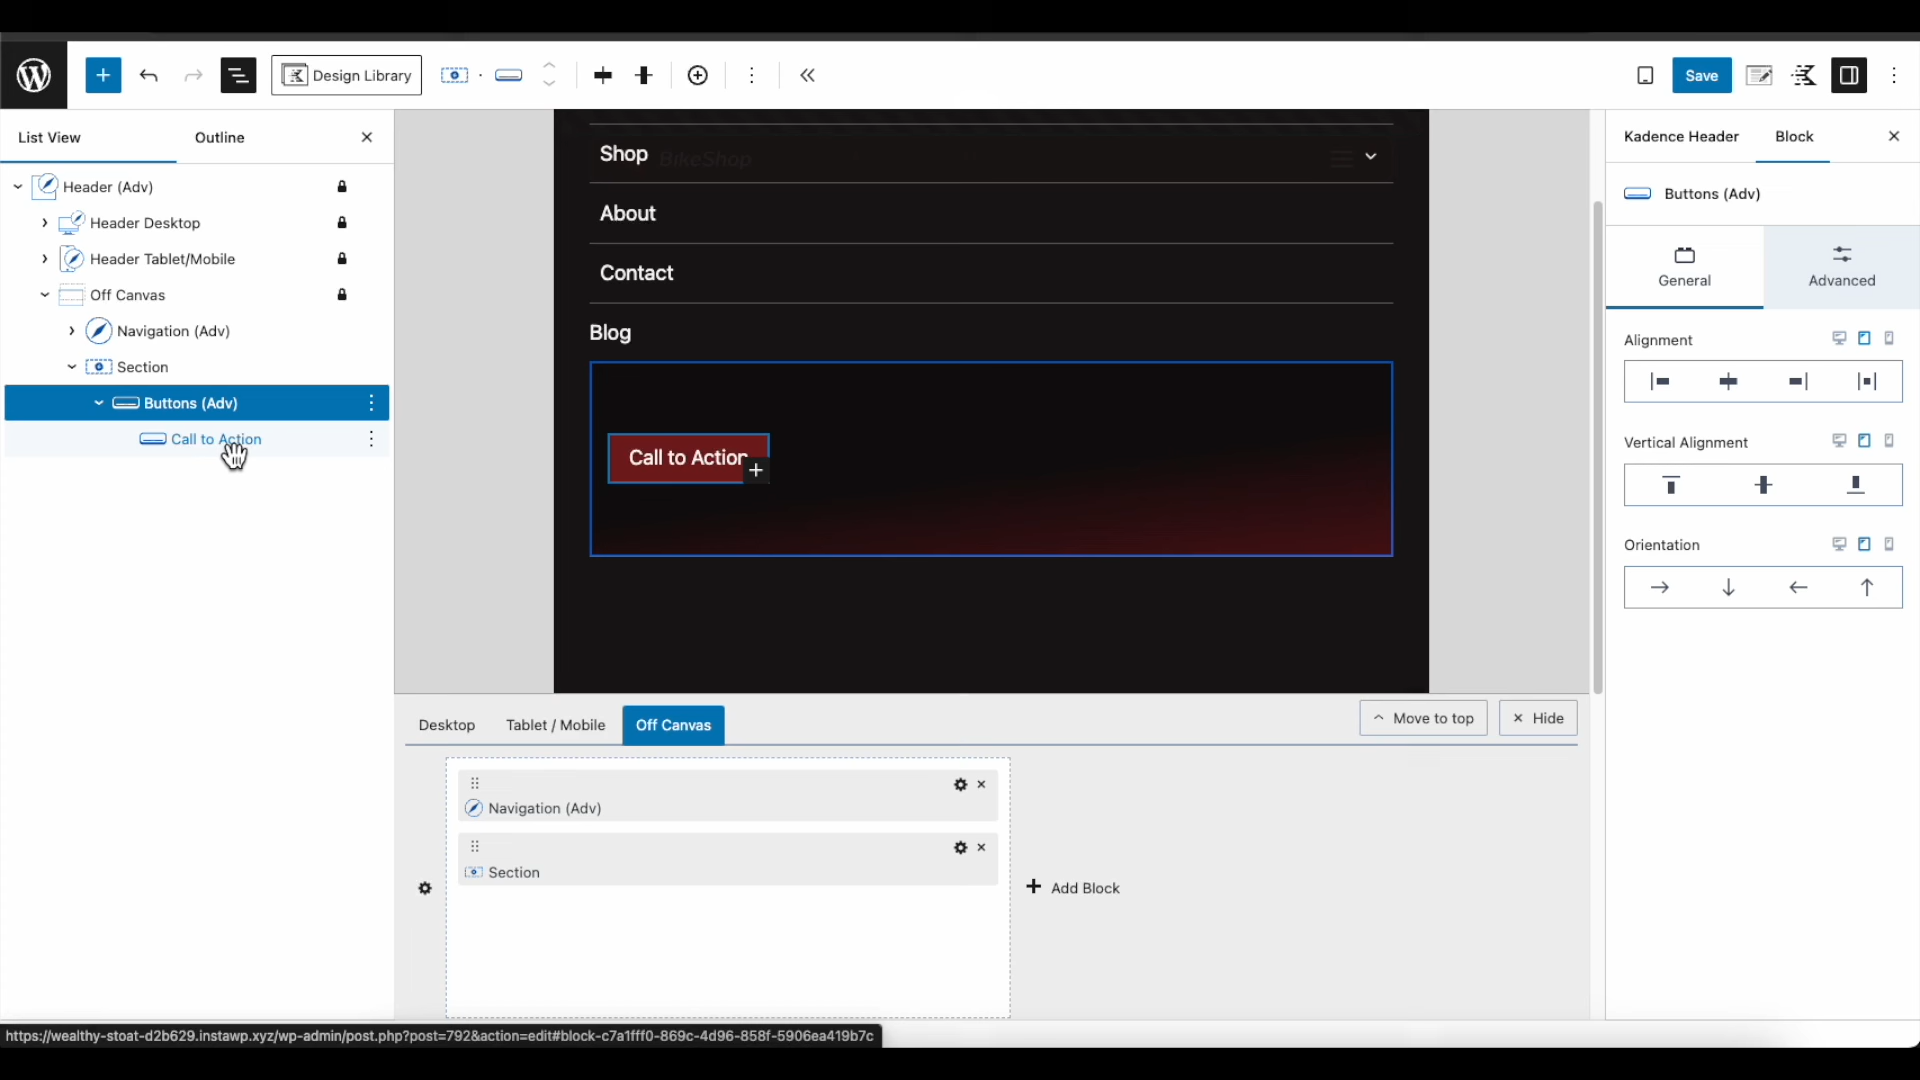 Design Library
Save
List View
Outline
Header (Adv)
Header Desktop
Header Tablet/Mobile
Off Canvas
Navigation (Adv)
Section
Buttons (Adv)
Call to Action
Shop
BikeShop
About
Contact
Blog
Call to Action
Desktop
Tablet / Mobile
Off Canvas
Move to top
Hide
Navigation (Adv)
Section
Add Block
Kadence Header
Block
Buttons (Adv)
General
Advanced
Alignment
Vertical Alignment
Orientation
https://wealthy-stoat-d2b629.instawp.xyz/wp-admin/post.php?post=792&action=edit#block-c7a1fff0-869c-4d96-858f-5906ea419b7c